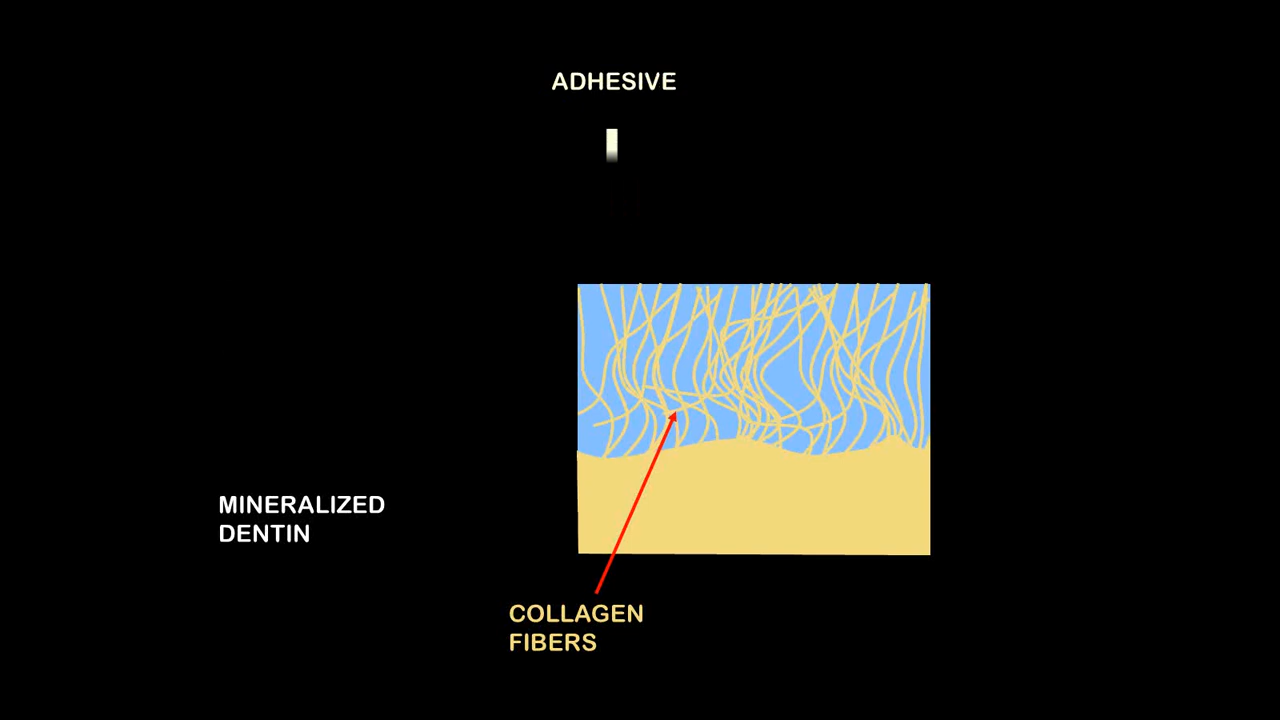 ADHESIVE
MINERALIZED
DENTIN
COLLAGEN
FIBERS